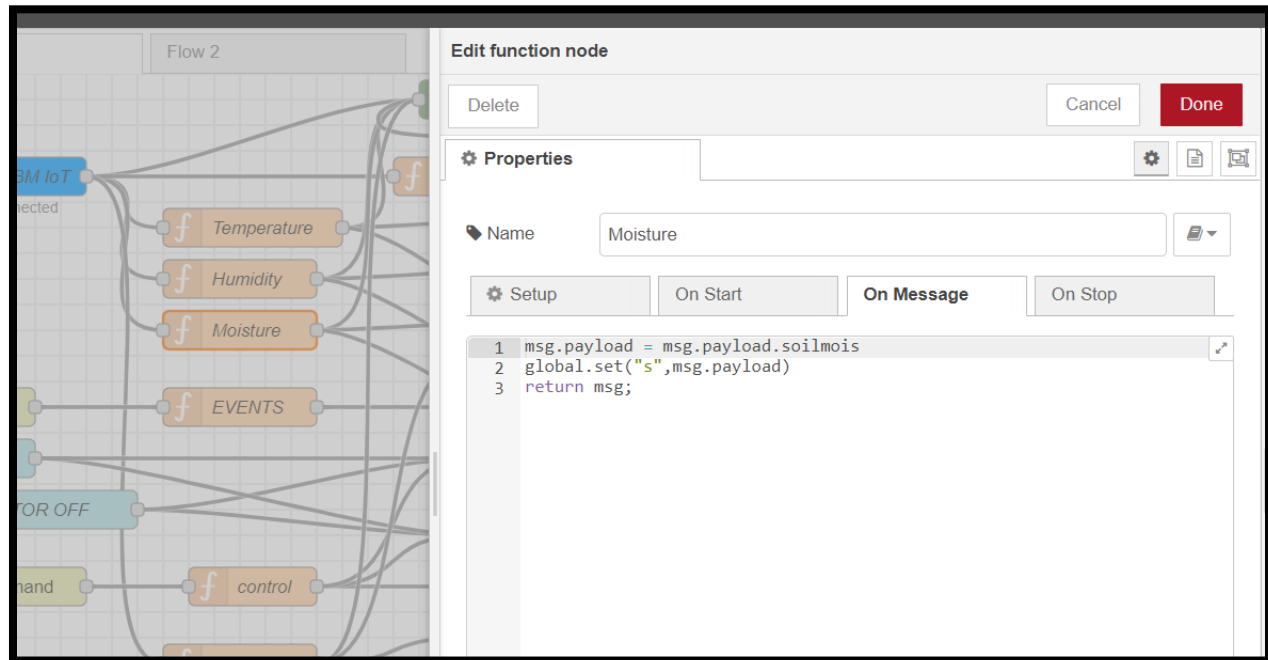 Flow 2
Edit function node
Delete
Cancel
Done
Properties
BM IoT
nected
Temperature
Humidity
Moisture
EVENTS
TOR OFF
hand
control
Name
Moisture
Setup
On Start
On Message
On Stop
1 msg.payload = msg.payload.soilmois
2 global.set("s",msg.payload)
3 return msg;